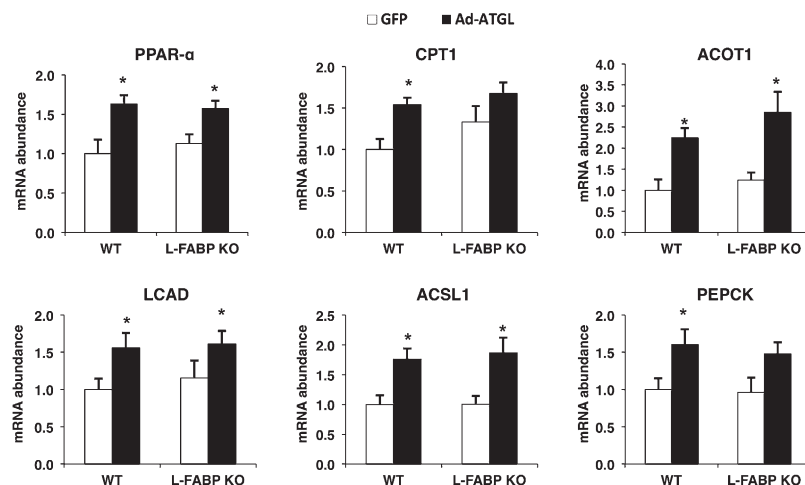 GFP Ad-ATGL
PPAR-α
mRNA abundance
2.0
1.5
1.0
0.5
0.0
*
*
WT L-FABP KO
CPT1
mRNA abundance
2.0
1.5
1.0
0.5
0.0
*
WT L-FABP KO
ACOT1
mRNA abundance
4.0
3.5
3.0
2.5
2.0
1.5
1.0
0.5
0.0
*
*
WT L-FABP KO
LCAD
mRNA abundance
2.0
1.5
1.0
0.5
0.0
*
*
WT L-FABP KO
ACSL1
mRNA abundance
2.5
2.0
1.5
1.0
0.5
0.0
*
*
WT L-FABP KO
PEPCK
mRNA abundance
2.0
1.5
1.0
0.5
0.0
*
WT L-FABP KO